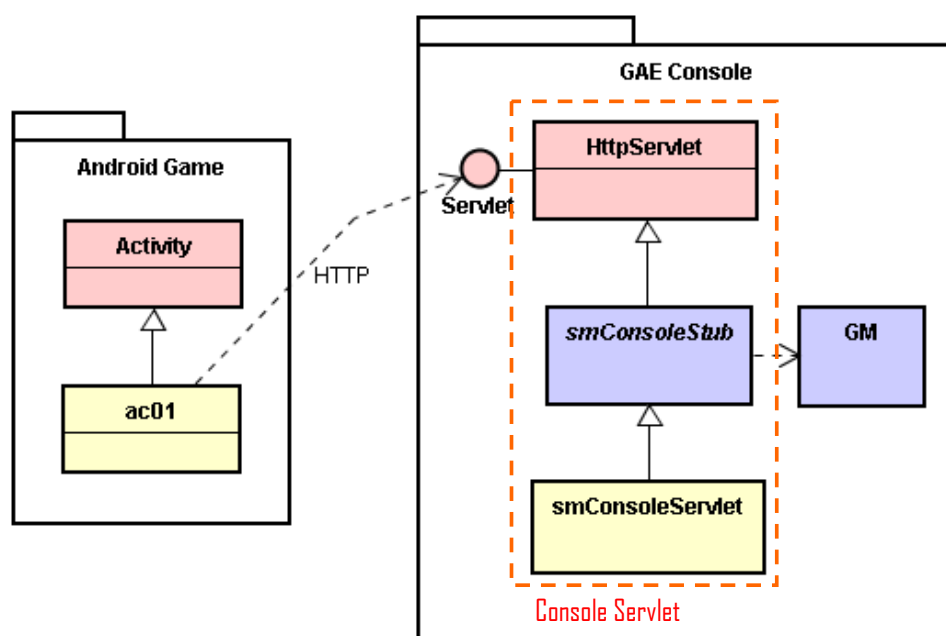 GAE Console
Android Game
HttpServlet
Servlet
Activity
HTTP
smConsoleStub
GM
ac01
smConsoleServlet
Console Servlet